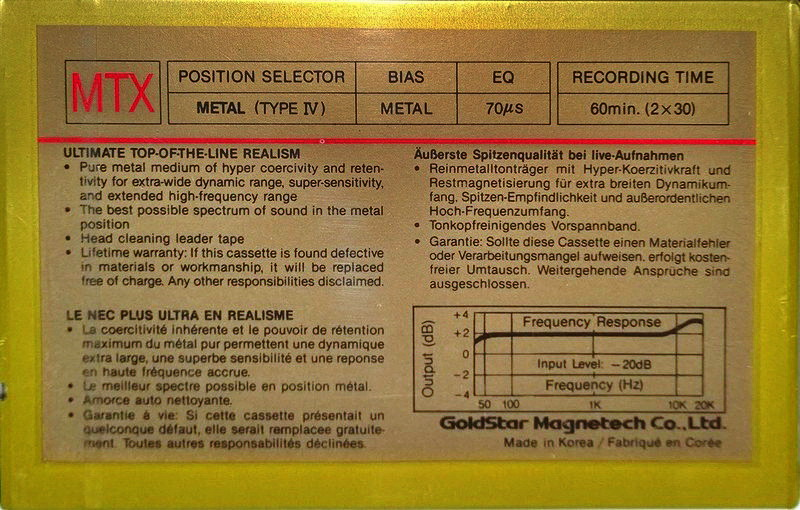 MTX
POSITION SELECTOR BIAS EQ RECORDING TIME
METAL (TYPE IV) METAL 70µs 60min. (2×30)
ULTIMATE TOP-OF-THE-LINE REALISM
• Pure metal medium of hyper coercivity and reten-
tivity for extra-wide dynamic range, super-sensitivity,
and extended high-frequency range
• The best possible spectrum of sound in the metal
position
• Head cleaning leader tape
• Lifetime warranty: If this cassette is found defective
in materials or workmanship, it will be replaced
free of charge. Any other responsibilities disclaimed.
LE NEC PLUS ULTRA EN REALISME
• La coercitivité inhérente et le pouvoir de rétention
maximum du métal pur permettent une dynamique
extra large, une superbe sensibilité et une reponse
en haute fréquence accrue.
• Le meilleur spectre possible en position métal.
• Amorce auto nettoyante.
• Garantie à vie: Si cette cassette présentait un
quelconque défaut, elle serait remplacee gratuite-
ment. Toutes autres responsabilités déclinées.
Äußerste Spitzenqualität bei live-Aufnahmen
• Reinmetalltonträger mit Hyper-Koerzitivkraft und
Restmagnetisierung für extra breiten Dynamikum-
fang, Spitzen-Empfindlichkeit und außerordentlichen
Hoch-Frequenzumfang.
• Tonkopfreinigendes Vorspannband.
• Garantie: Sollte diese Cassette einen Materialfehler
oder Verarbeitungsmangel aufweisen. erfolgt kosten-
freier Umtausch. Weitergehende Ansprüche sind
ausgeschlossen.
Output (dB)
+4
+2
0
−2
−4
Frequency Response
Input Level: −20dB
Frequency (Hz)
50 100 1K 10K 20K
GoldStar Magnetech Co.,Ltd.
Made in Korea / Fabriqué en Corée